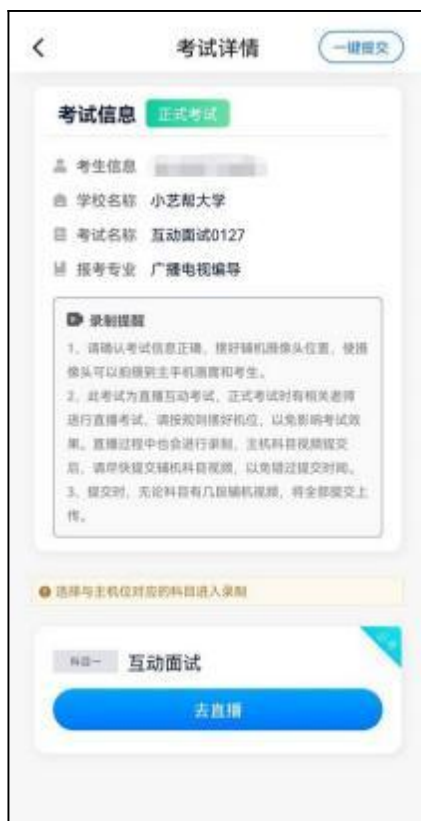 考试详情
一键提交
考试信息 正式考试
考生信息
学校名称 小艺帮大学
考试名称 互动面试0127
报考专业 广播电视编导
录制提醒
1、请确认考试信息正确，摆好辅机摄像头位置，使摄
像头可以拍摄到主手机画面和考生。
2、此考试为直播互动考试，正式考试时有相关老师
进行直播考试，请按规则摆好机位，以免影响考试效
果。直播过程中也会进行录制，主机科目视频提交
后，请尽快提交辅机科目视频，以免错过提交时间。
3、提交时，无论科目有几段辅机视频，将全部提交上
传。
选择与主机位对应的科目进入录制
科目一 互动面试
去直播